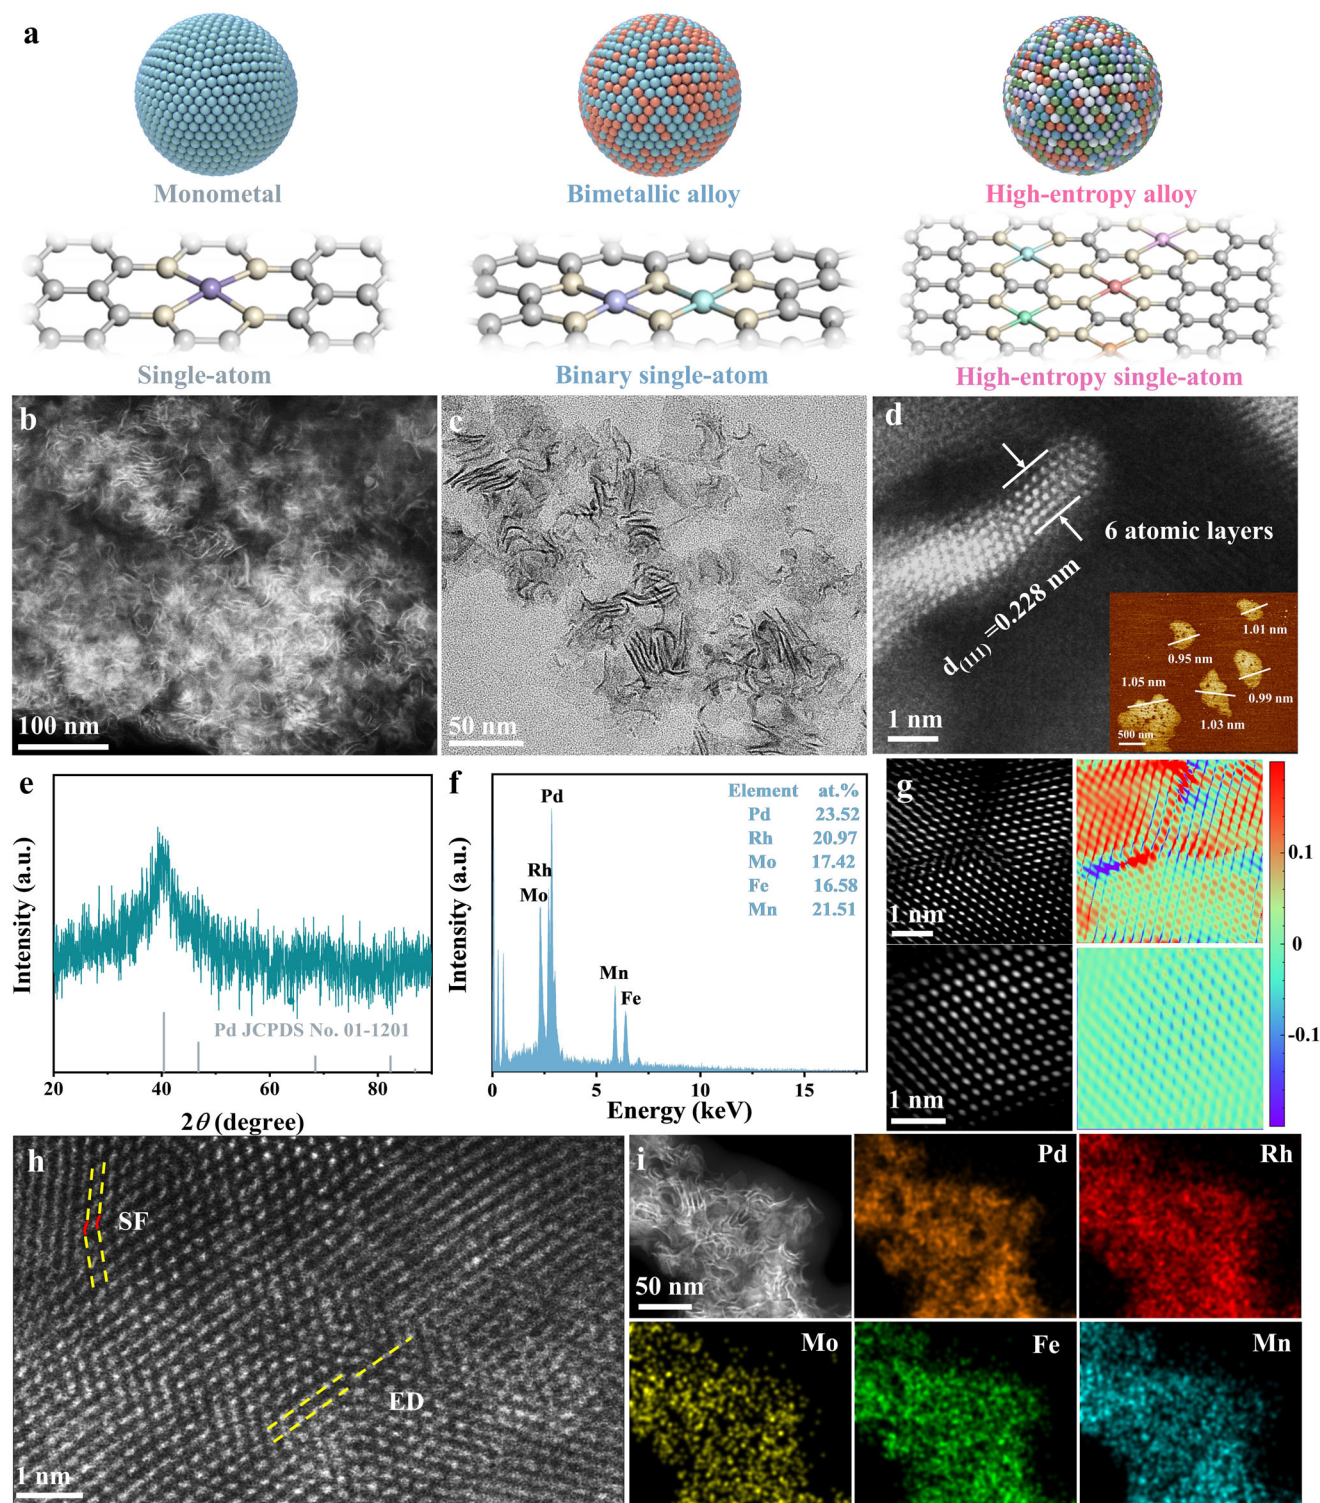 a
Monometal
Bimetallic alloy
High-entropy alloy
Single-atom
Binary single-atom
High-entropy single-atom
b
100 nm
c
50 nm
d
6 atomic layers
d(111) =0.228 nm
1 nm
1.01 nm
0.95 nm
1.05 nm
0.99 nm
1.03 nm
500 nm
e
Intensity (a.u.)
Pd JCPDS No. 01-1201
20 40 60 80
2θ (degree)
f
Intensity (a.u.)
Pd
Rh
Mo
Mn
Fe
Element at.%
Pd 23.52
Rh 20.97
Mo 17.42
Fe 16.58
Mn 21.51
0 5 10 15
Energy (keV)
g
1 nm
1 nm
0.1
0
-0.1
h
SF
ED
1 nm
i
50 nm
Pd
Rh
Mo
Fe
Mn